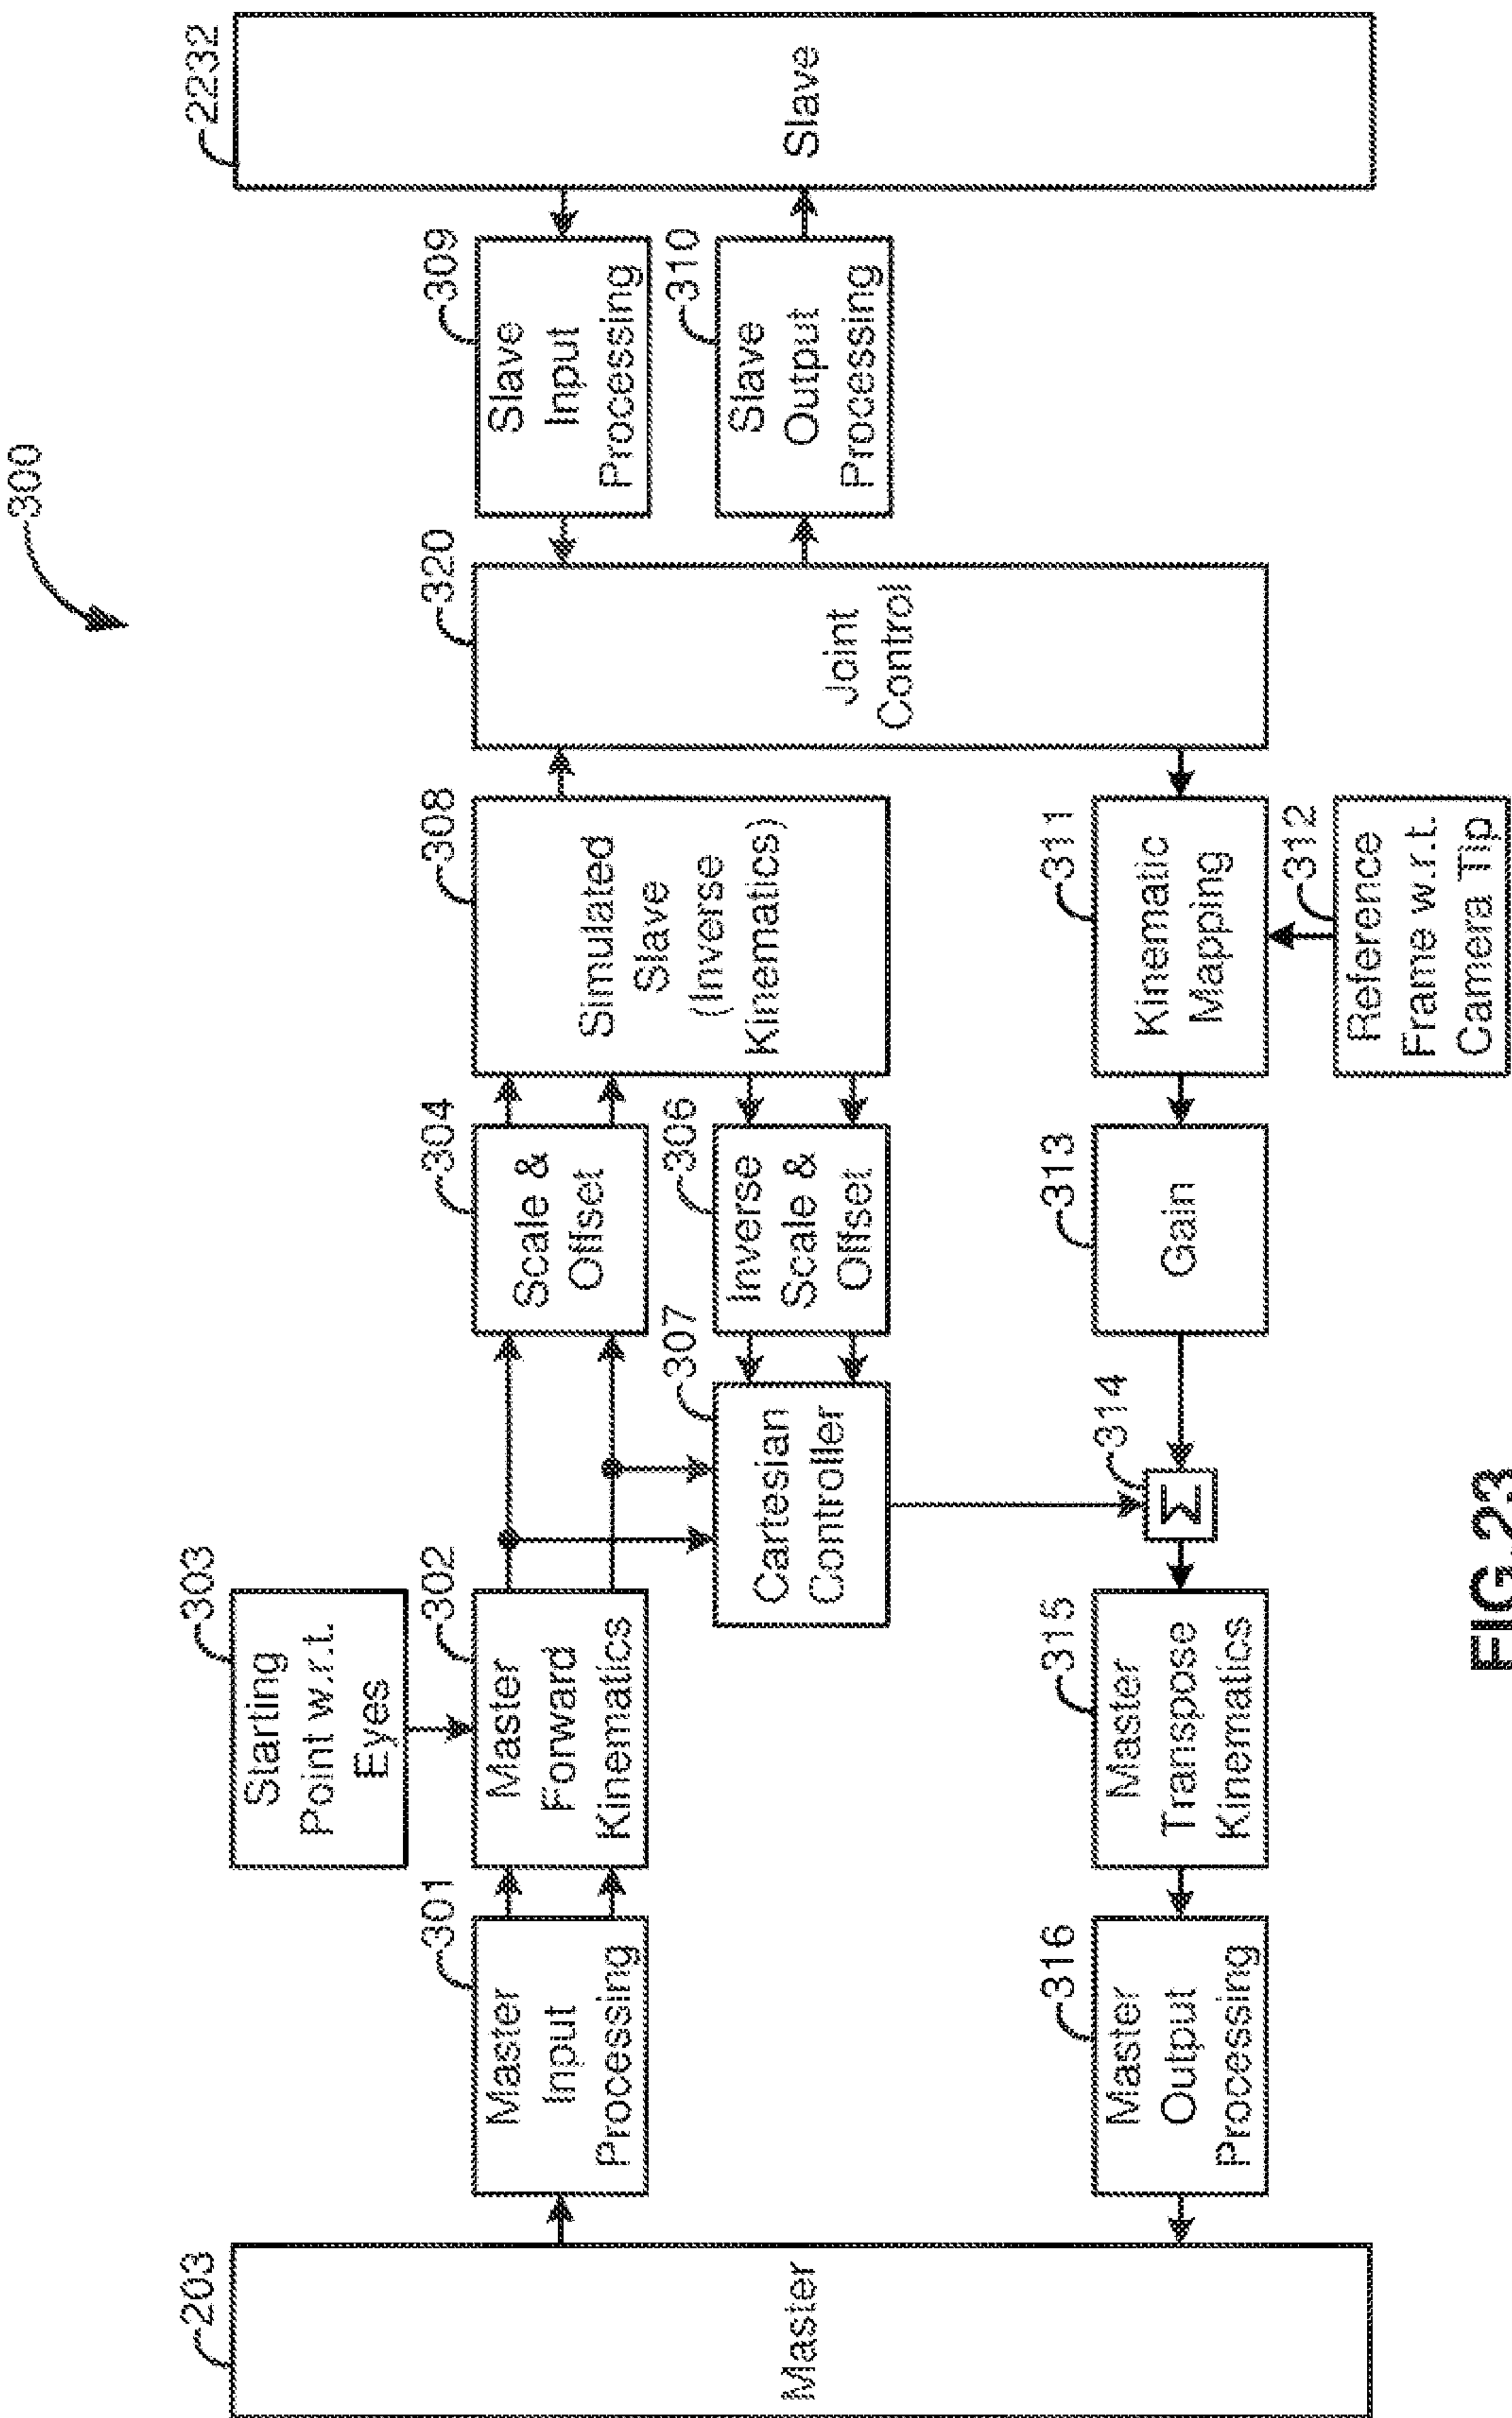 300
203
Master
301
Master
Input
Processing
303
Starting
Point w.r.t.
Eyes
302
Master
Forward
Kinematics
304
Scale &
Offset
308
Simulated
Slave
(Inverse
Kinematics)
320
Joint
Control
309
Slave
Input
Processing
310
Slave
Output
Processing
2232
Slave
307
Cartesian
Controller
306
Inverse
Scale &
Offset
316
Master
Output
Processing
315
Master
Transpose
Kinematics
314
Σ
313
Gain
311
Kinematic
Mapping
312
Reference
Frame w.r.t.
Camera Tip
FIG.23